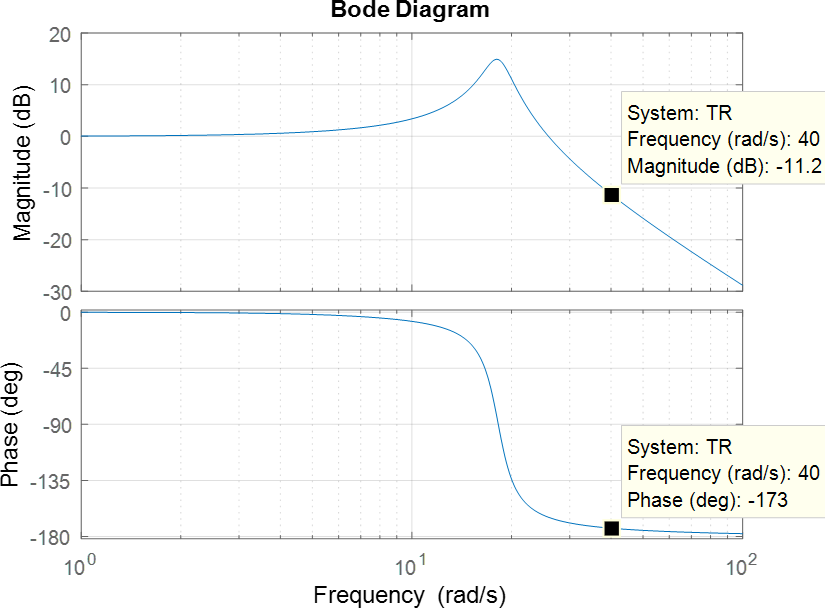 Bode Diagram
Magnitude (dB)
20
10
0
-10
-20
-30
System: TR
Frequency (rad/s): 40
Magnitude (dB): -11.2
Phase (deg)
0
-45
-90
-135
-180
System: TR
Frequency (rad/s): 40
Phase (deg): -173
10^0 10^1 10^2
Frequency (rad/s)